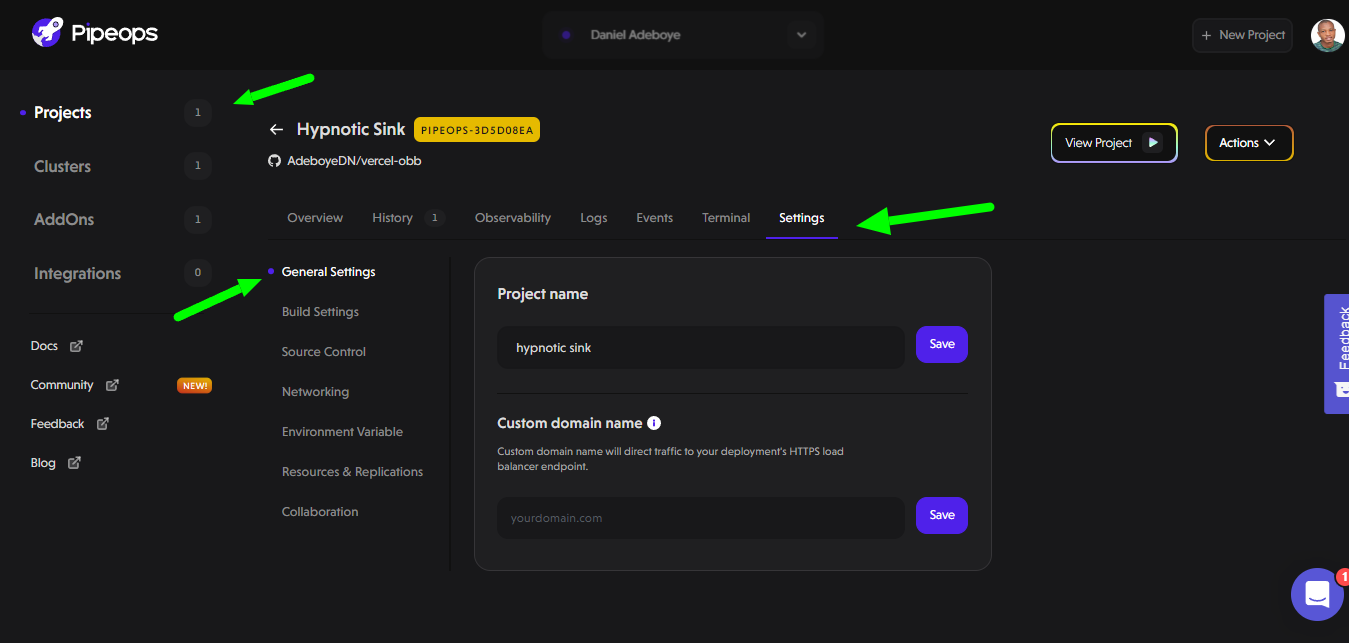 Pipeops
Daniel Adeboye
+ New Project
Projects 1
Clusters 1
AddOns 1
Integrations 0
Docs
Community NEW!
Feedback
Blog
Hypnotic Sink PIPEOPS-3D5D08EA
AdeboyeDN/vercel-obb
View Project
Actions
Overview
History 1
Observability
Logs
Events
Terminal
Settings
General Settings
Build Settings
Source Control
Networking
Environment Variable
Resources & Replications
Collaboration
Project name
hypnotic sink
Save
Custom domain name i
Custom domain name will direct traffic to your deployment's HTTPS load
balancer endpoint.
yourdomain.com
Save
Feedback
1